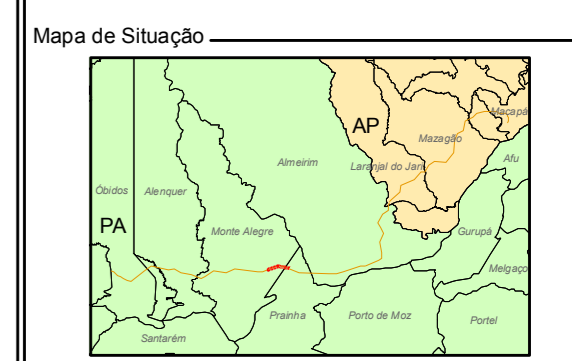 Mapa de Situação
AP
Macapá
Mazagão
Almeirim
Laranjal do Jari
Afu
Óbidos
Alenquer
PA
Monte Alegre
Gurupá
Melgaço
Prainha
Porto de Moz
Portel
Santarém